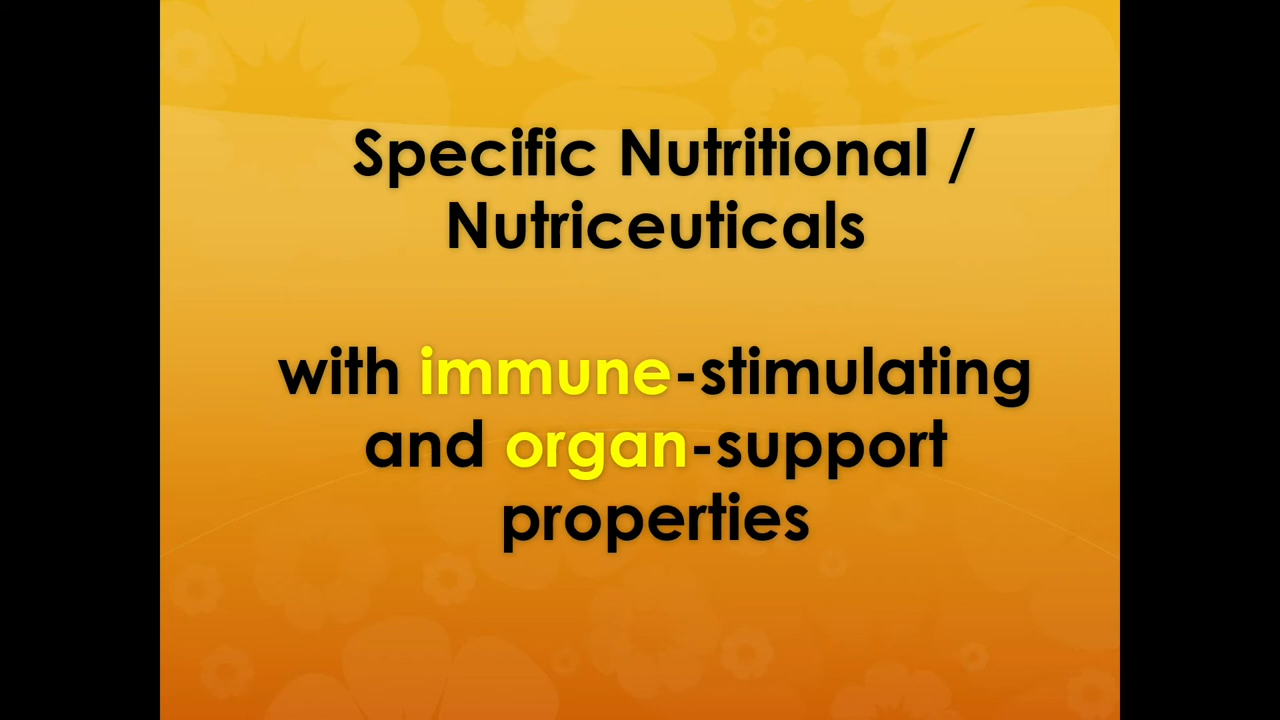 Specific Nutritional /
Nutriceuticals
with immune-stimulating
and organ-support
properties